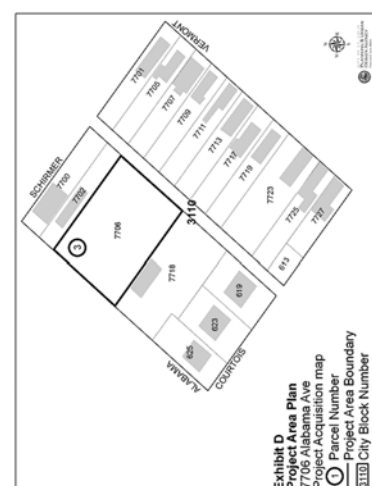 SCHIRMER
VERMONT
7700
7702
3
7706
3110
7718
ALABAMA
625
623
619
COURTOIS
7701
7705
7707
7709
7711
7713
7717
7719
7723
7725
7727
613
Exhibit D
Project Area Plan
7706 Alabama Ave
Project Acquisition map
1 Parcel Number
Project Area Boundary
3110 City Block Number